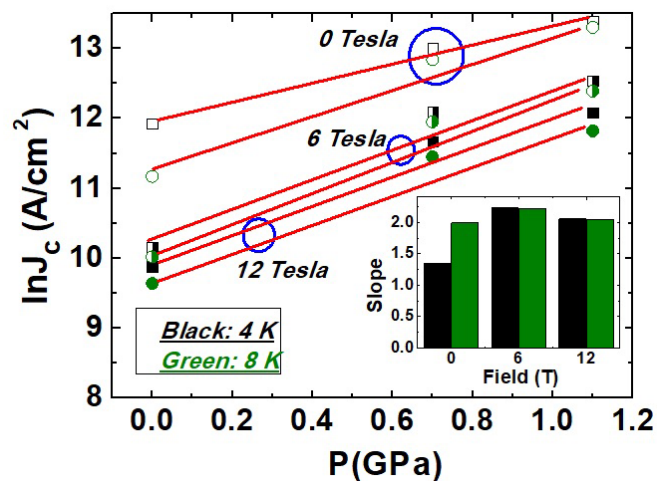 lnJC (A/cm2)
13
12
11
10
9
8
0 Tesla
6 Tesla
12 Tesla
Black: 4 K
Green: 8 K
Slope
2.0
1.5
1.0
0.5
0.0
0 6 12
Field (T)
0.0 0.2 0.4 0.6 0.8 1.0 1.2
P(GPa)